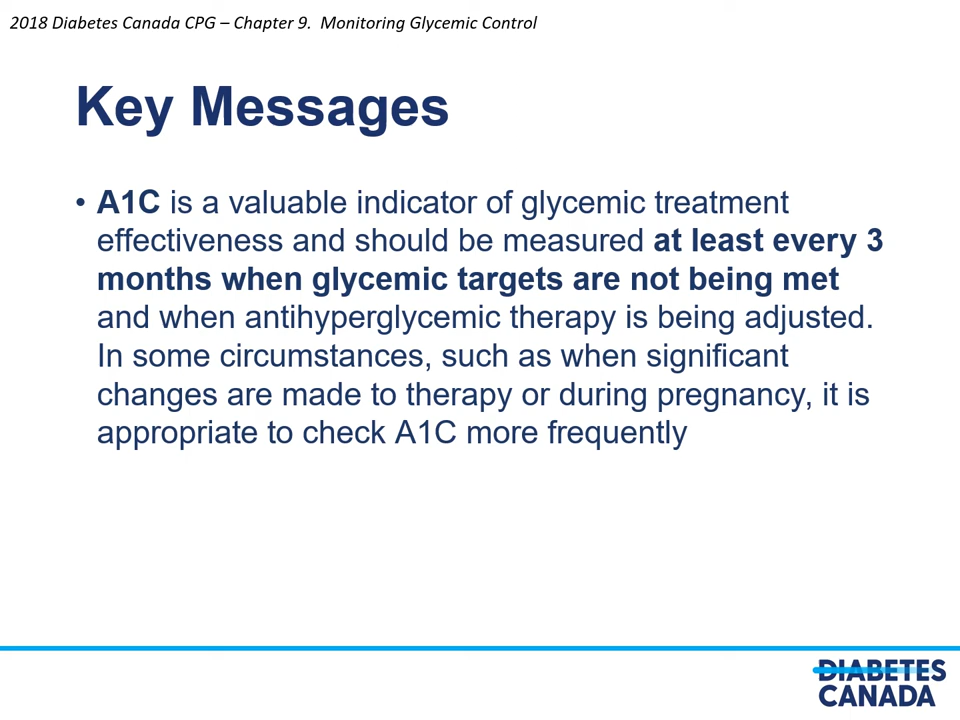 2018 Diabetes Canada CPG – Chapter 9.  Monitoring Glycemic Control
Key Messages
• A1C is a valuable indicator of glycemic treatment
effectiveness and should be measured at least every 3
months when glycemic targets are not being met
and when antihyperglycemic therapy is being adjusted.
In some circumstances, such as when significant
changes are made to therapy or during pregnancy, it is
appropriate to check A1C more frequently
DIABETES
CANADA